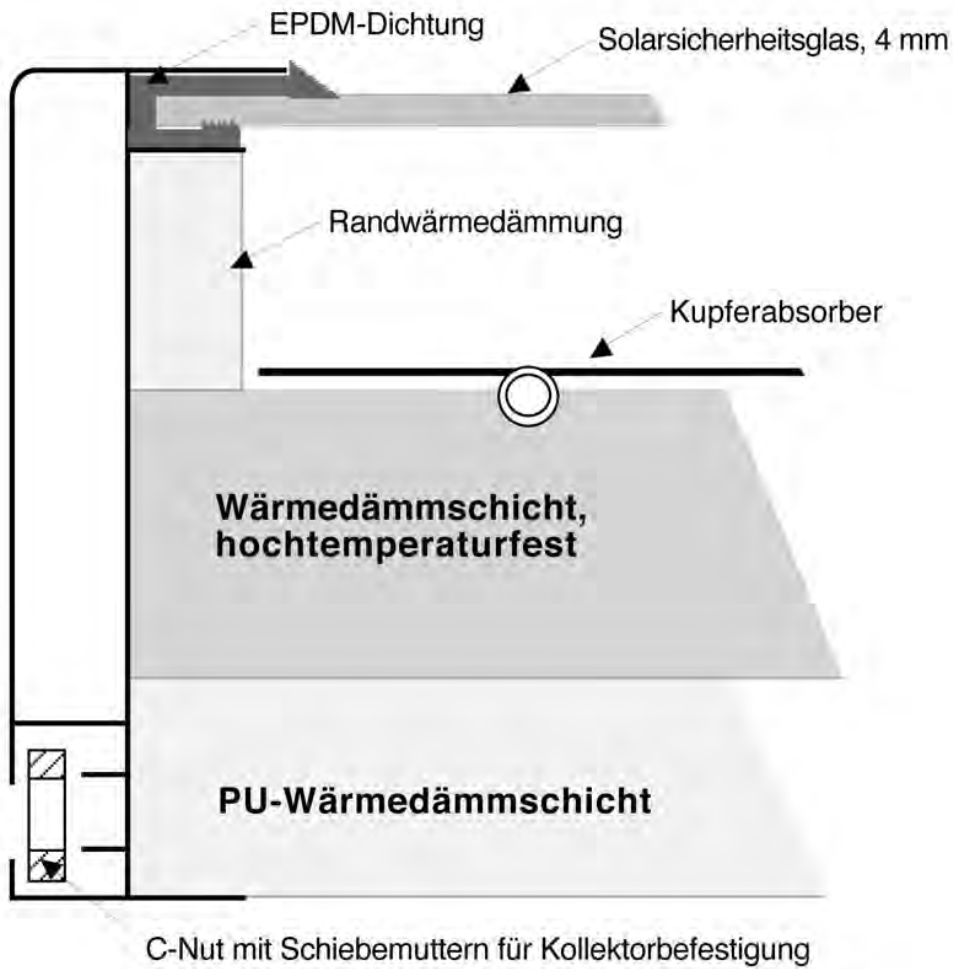 EPDM-Dichtung
Solarsicherheitsglas, 4 mm
Randwärmedämmung
Kupferabsorber
Wärmedämmschicht,
hochtemperaturfest
PU-Wärmedämmschicht
C-Nut mit Schiebemuttern für Kollektorbefestigung